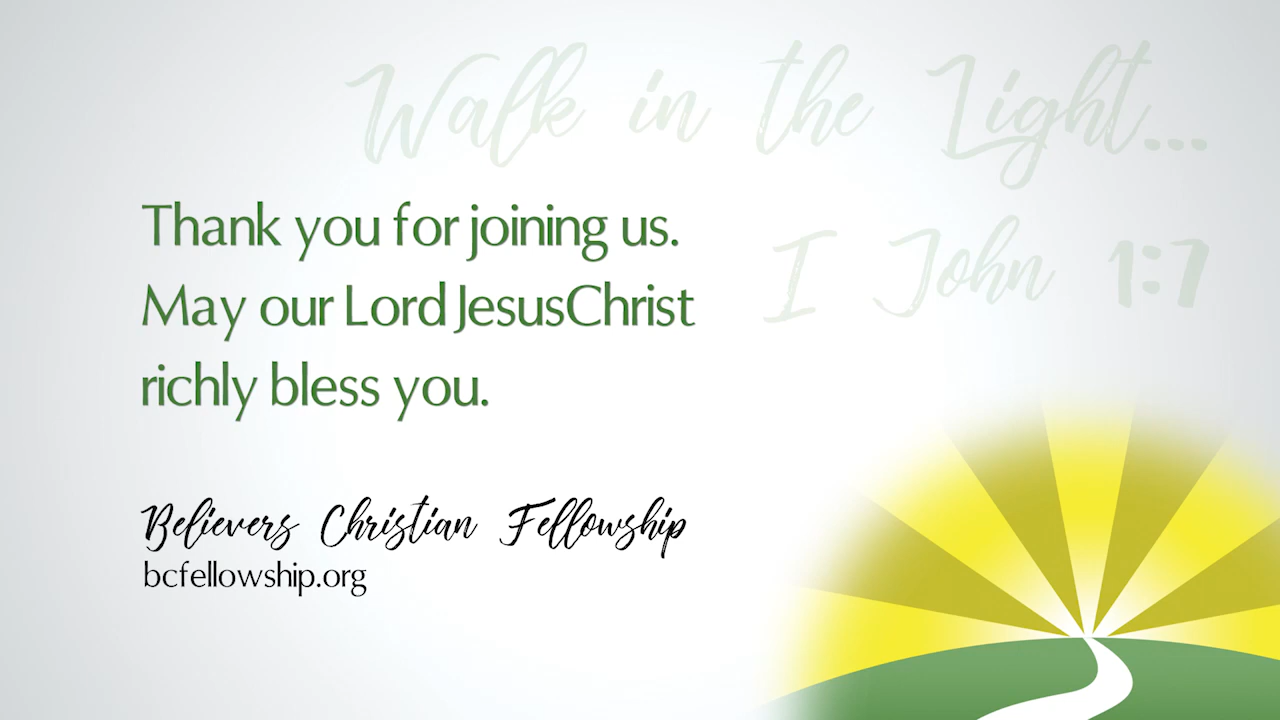 Walk in the Light...
I John 1:7
Thank you for joining us.
May our Lord JesusChrist
richly bless you.
Believers Christian Fellowship
bcfellowship.org